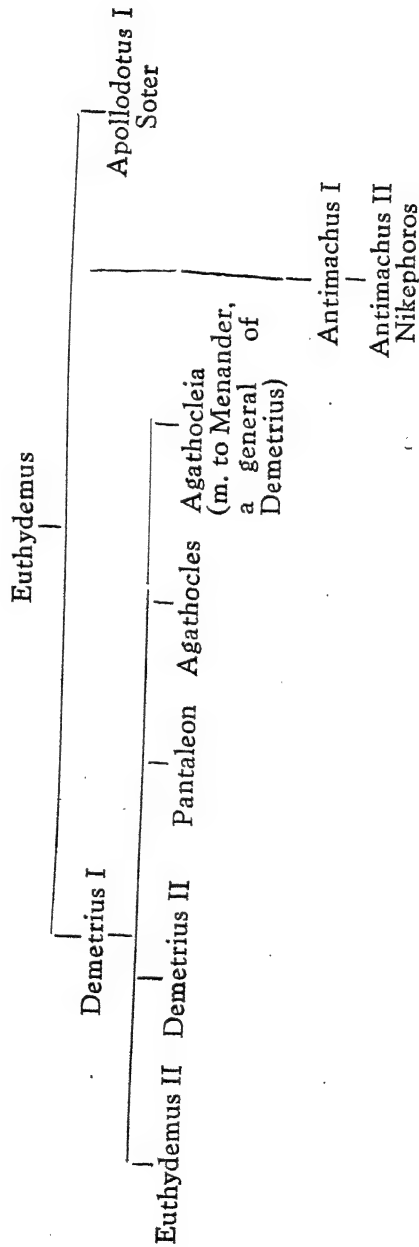 Euthydemus
Demetrius I
Apollodotus I
Soter
Euthydemus II
Demetrius II
Pantaleon
Agathocles
Agathocleia
(m. to Menander,
a general of
Demetrius)
Antimachus I
Antimachus II
Nikephoros